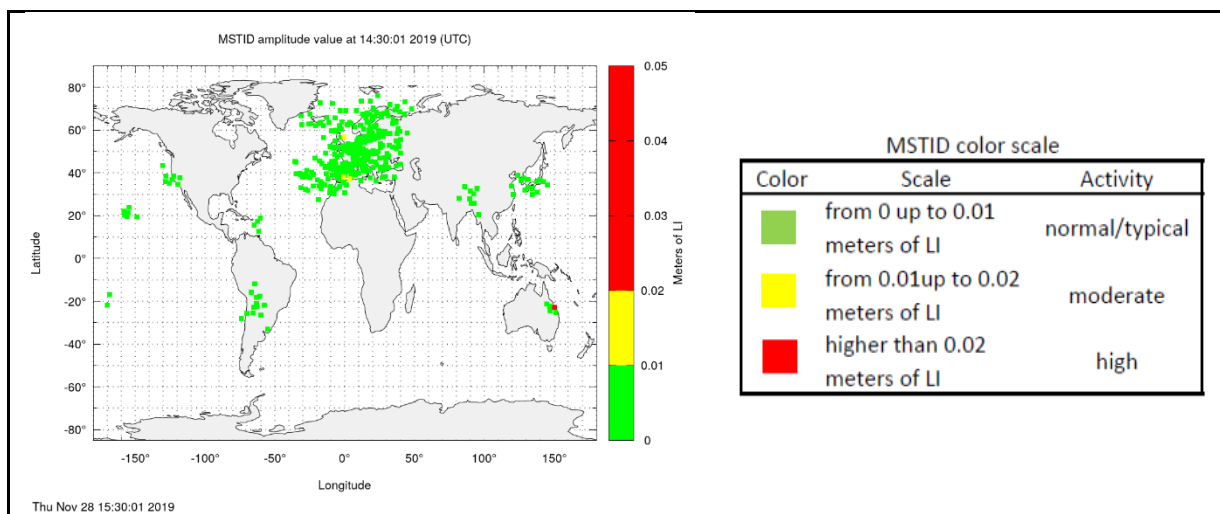 MSTID amplitude value at 14:30:01 2019 (UTC)
80°
60°
40°
20°
0°
-20°
-40°
-60°
-80°
Latitude
-150°
-100°
-50°
0°
50°
100°
150°
Longitude
0.05
0.04
0.03
0.02
0.01
0
Meters of LI
Thu Nov 28 15:30:01 2019
MSTID color scale
Color Scale Activity
from 0 up to 0.01
meters of LI
normal/typical
from 0.01up to 0.02
meters of LI
moderate
higher than 0.02
meters of LI
high